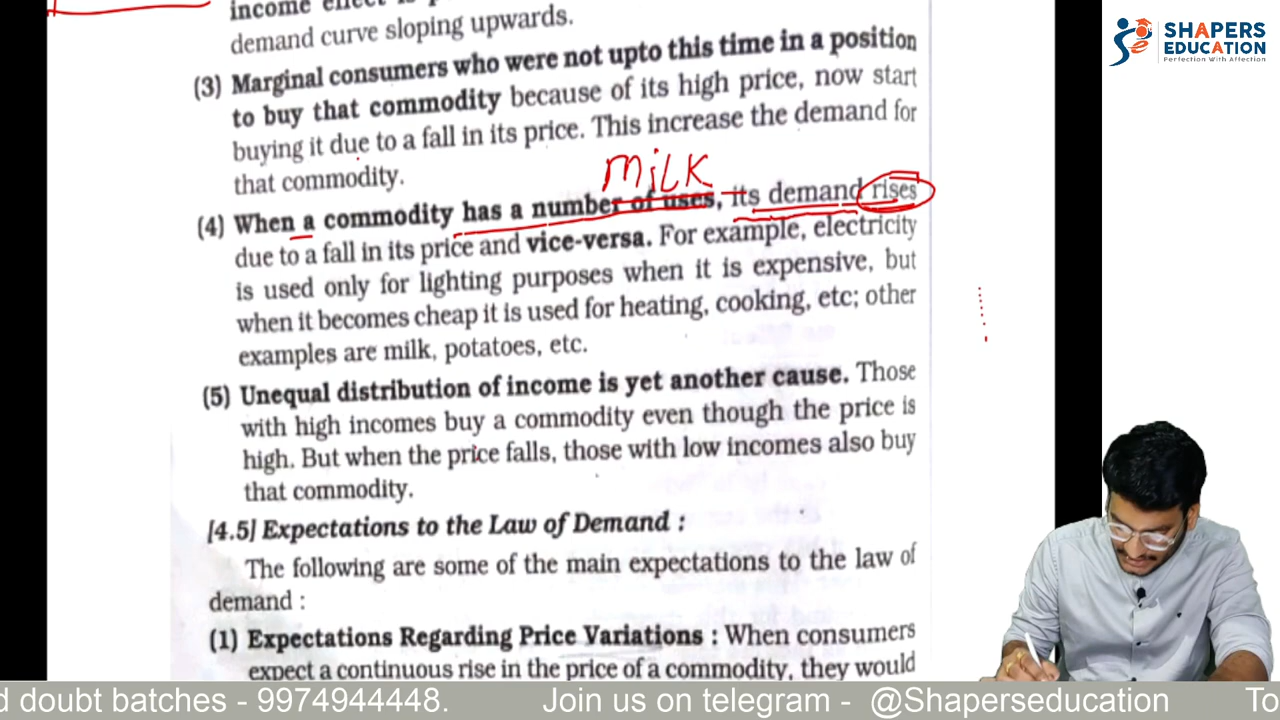 SHAPERS
EDUCATION
Perfection With Affection
income effect is
demand curve sloping upwards.
(3) Marginal consumers who were not upto this time in a position
to buy that commodity because of its high price, now start
buying it due to a fall in its price. This increase the demand for
that commodity.
MiLK
(4) When a commodity has a number of uses, its demand rises
due to a fall in its price and vice-versa. For example, electricity
is used only for lighting purposes when it is expensive, but
when it becomes cheap it is used for heating, cooking, etc; other
examples are milk, potatoes, etc.
(5) Unequal distribution of income is yet another cause. Those
with high incomes buy a commodity even though the price is
high. But when the price falls, those with low incomes also buy
that commodity.
[4.5] Expectations to the Law of Demand :
The following are some of the main expectations to the law of
demand :
(1) Expectations Regarding Price Variations : When consumers
expect a continuous rise in the price of a commodity, they would
d doubt batches - 9974944448. Join us on telegram - @Shaperseducation To